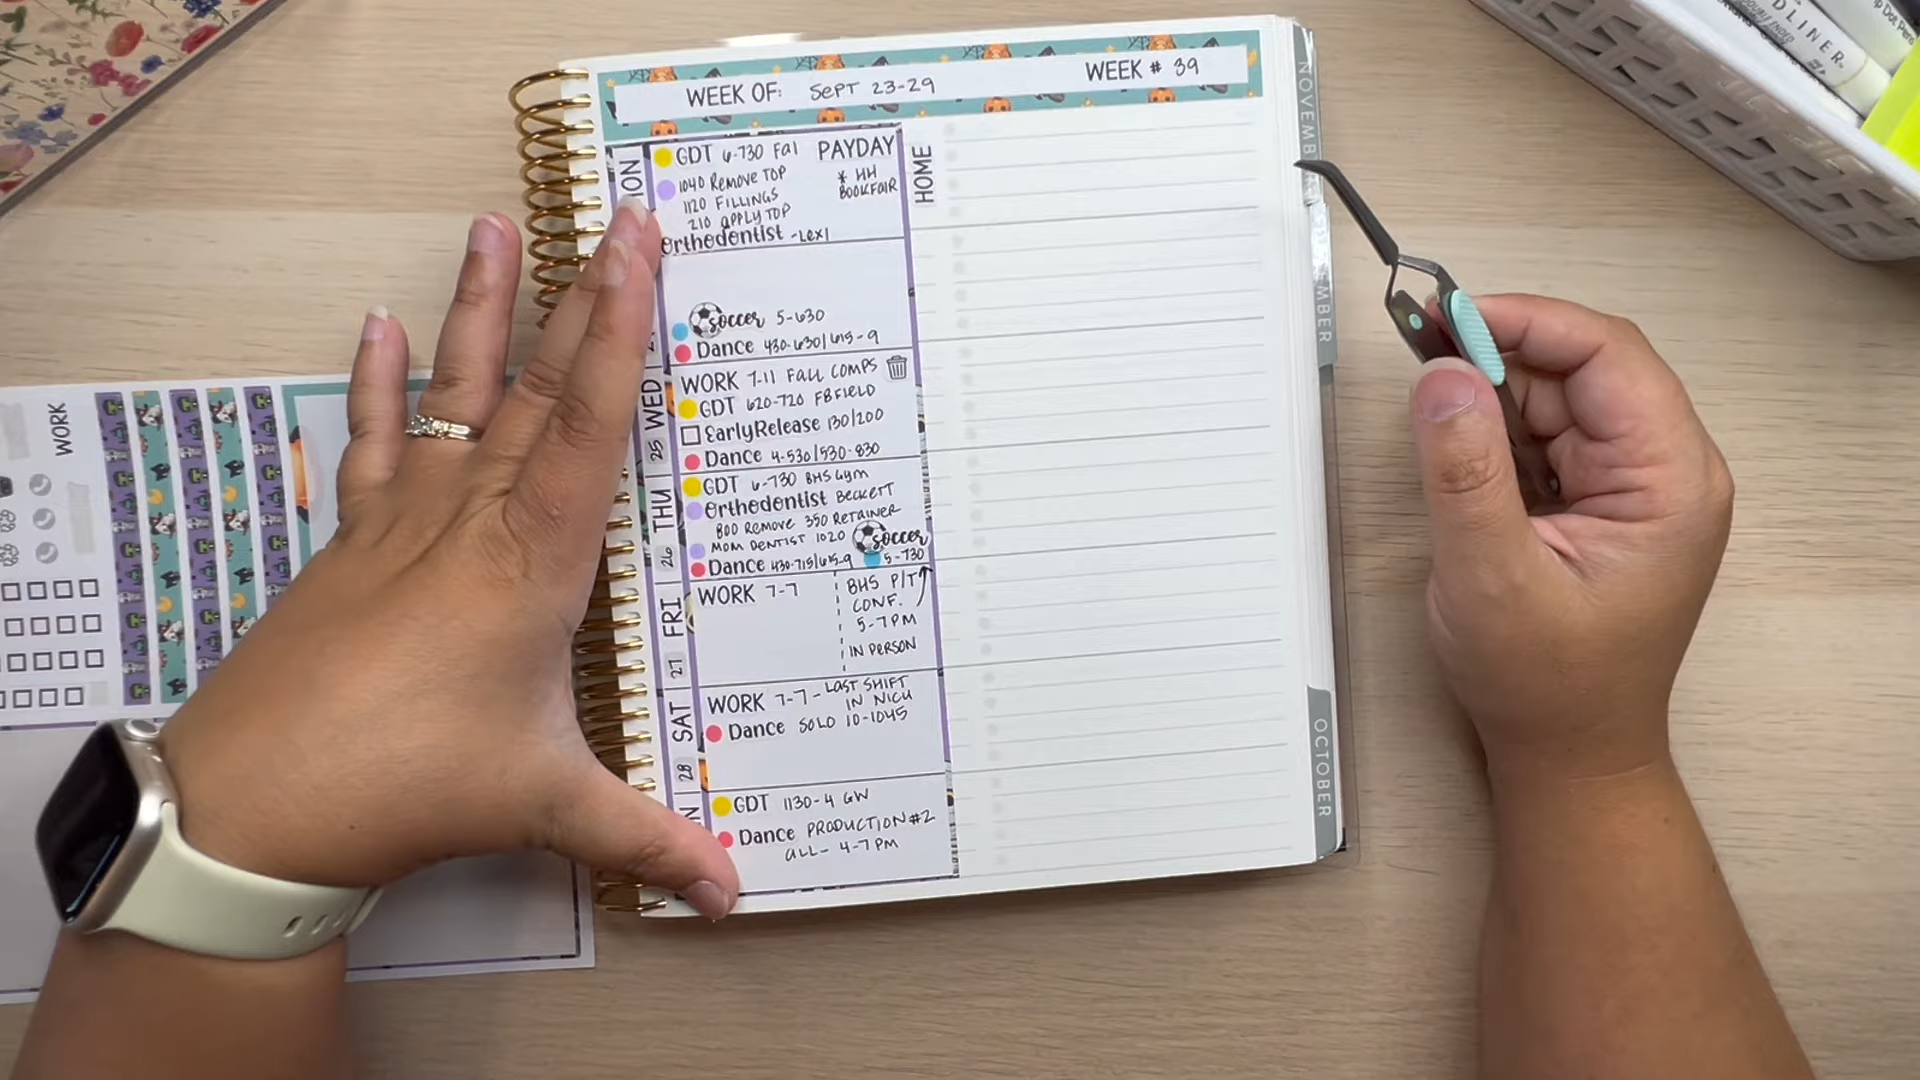 WEEK OF: SEPT 23-29 WEEK # 39
GDT 6-730 Fal PAYDAY
1040 REMOVE TOP * HH
1120 FILLINGS BOOKFAIR
210 APPLY TOP
Orthodontist -LEXI
HOME
soccer 5-630
Dance 430-630/615-9
WED
25
WORK 7-11 FALL COMPS
GDT 620-720 FBFIELD
EarlyRelease 130/200
Dance 4-530/530-830
THU
26
GDT 6-730 BHS GYM
Orthodontist BECKETT
800 REMOVE 350 RETAINER
MOM DENTIST 1020 soccer
Dance 430-715/615-9 5-730
FRI
27
WORK 7-7
BHS P/T
CONF.
5-7PM
IN PERSON
SAT
28
WORK 7-7 - LAST SHIFT
IN NICU
Dance SOLO 10-1045
GDT 1130-4 GW
Dance PRODUCTION #2
ALL - 4-7PM
WORK
NOVEMBER
OCTOBER